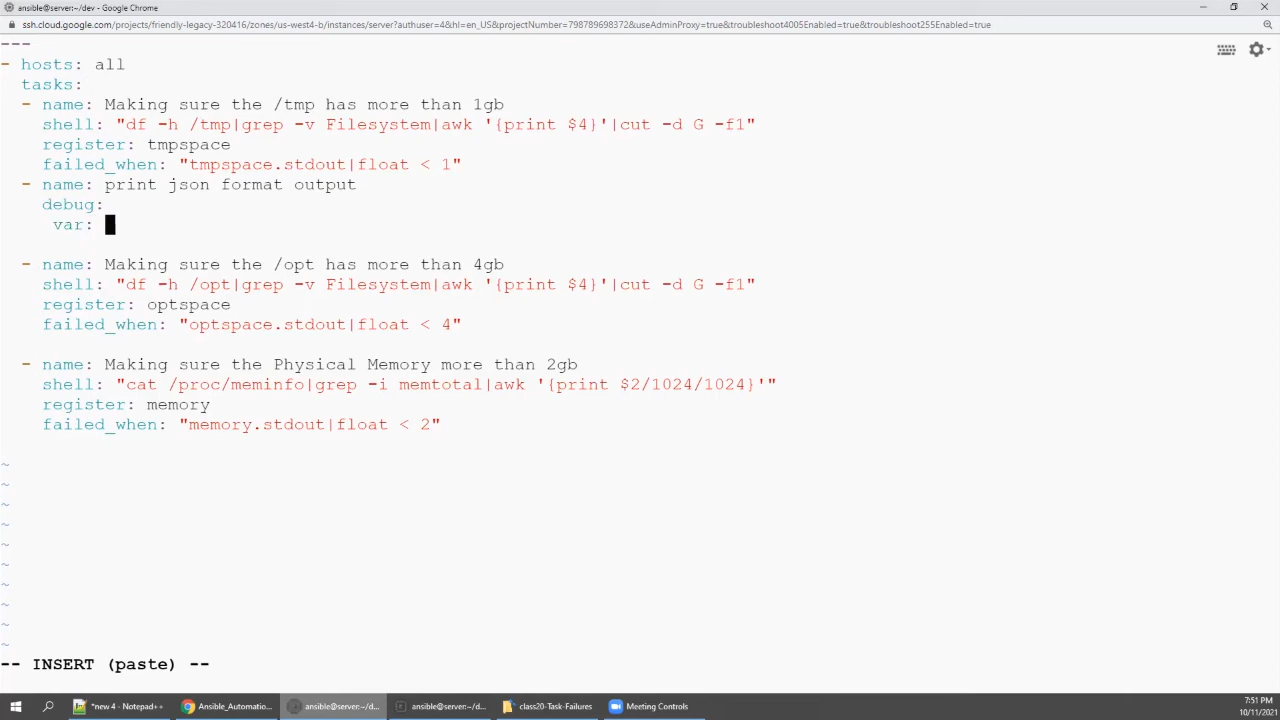 ansible@server:~/dev - Google Chrome
ssh.cloud.google.com/projects/friendly-legacy-320416/zones/us-west4-b/instances/server?authuser=4&hl=en_US&projectNumber=798789698372&useAdminProxy=true&troubleshoot4005Enabled=true&troubleshoot255Enabled=true
---
- hosts: all
  tasks:
  - name: Making sure the /tmp has more than 1gb
    shell: "df -h /tmp|grep -v Filesystem|awk '{print $4}'|cut -d G -f1"
    register: tmpspace
    failed_when: "tmpspace.stdout|float < 1"
  - name: print json format output
    debug:
     var:
  - name: Making sure the /opt has more than 4gb
    shell: "df -h /opt|grep -v Filesystem|awk '{print $4}'|cut -d G -f1"
    register: optspace
    failed_when: "optspace.stdout|float < 4"
  - name: Making sure the Physical Memory more than 2gb
    shell: "cat /proc/meminfo|grep -i memtotal|awk '{print $2/1024/1024}'"
    register: memory
    failed_when: "memory.stdout|float < 2"
~
~
~
~
~
~
~
~
~
~
-- INSERT (paste) --
*new 4 - Notepad++ Ansible_Automatio... ansible@server:~/d... ansible@server:~/d... class20-Task-Failures Meeting Controls 7:51 PM
10/11/2021